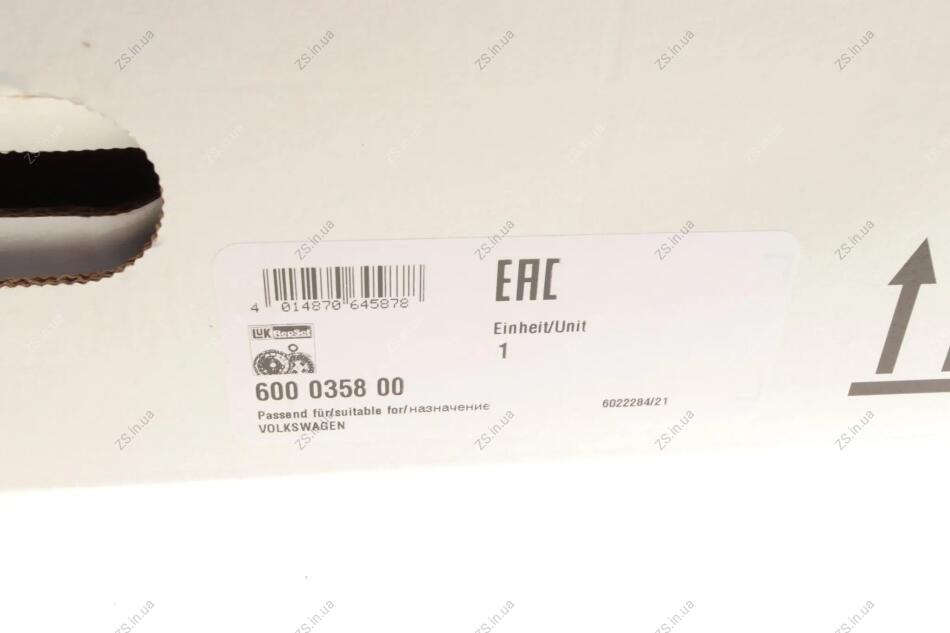 4 014870 645878
EAC
LUK RepSet
Einheit/Unit
1
600 0358 00
Passend für/suitable for/назначение
VOLKSWAGEN
6022284/21
ZS.in.ua